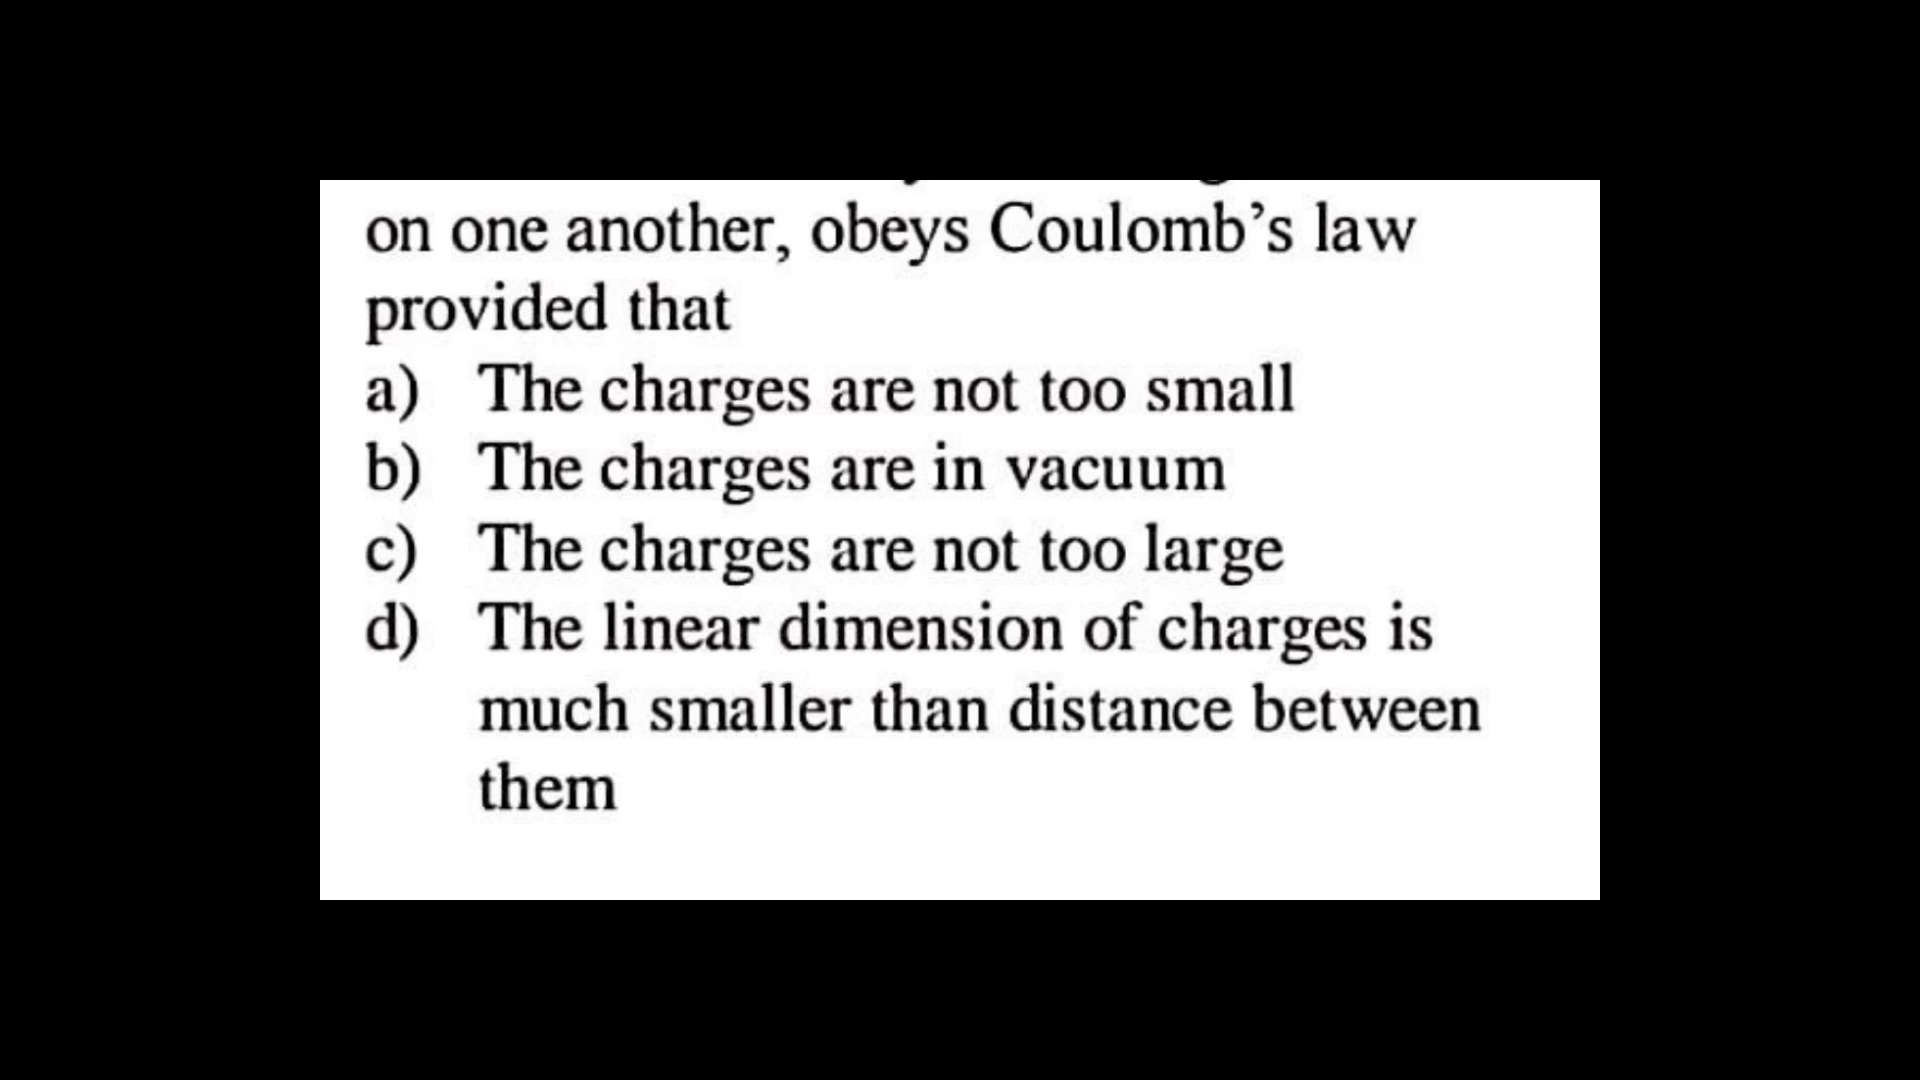 on one another, obeys Coulomb’s law
provided that
a) The charges are not too small
b) The charges are in vacuum
c) The charges are not too large
d) The linear dimension of charges is
much smaller than distance between
them